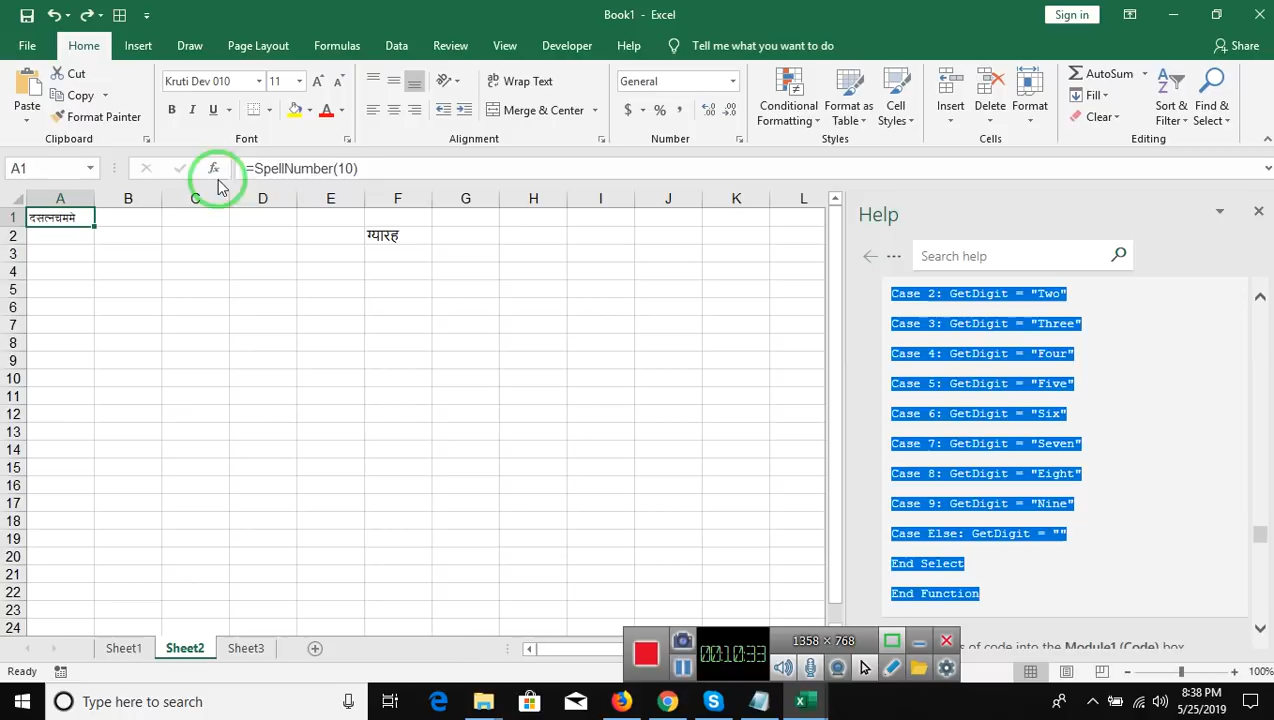 Book1 - Excel
Sign in
File Home Insert Draw Page Layout Formulas Data Review View Developer Help Tell me what you want to do Share
Paste Cut Copy Format Painter Clipboard
Kruti Dev 010 11 B I U A Font
Wrap Text Merge & Center Alignment
General $ % , Number
Conditional Formatting Format as Table Cell Styles Styles
Insert Delete Format Cells
AutoSum Fill Clear Sort & Filter Find & Select Editing
A1 fx =SpellNumber(10)
A B C D E F G H I J K L
1 दसत्नचममे
2 ग्यारह
3
4
5
6
7
8
9
10
11
12
13
14
15
16
17
18
19
20
21
22
23
24
Help
Search help
Case 2: GetDigit = "Two"
Case 3: GetDigit = "Three"
Case 4: GetDigit = "Four"
Case 5: GetDigit = "Five"
Case 6: GetDigit = "Six"
Case 7: GetDigit = "Seven"
Case 8: GetDigit = "Eight"
Case 9: GetDigit = "Nine"
Case Else: GetDigit = ""
End Select
End Function
s of code into the Module1 (Code) box
Sheet1 Sheet2 Sheet3
00:10:33 1358 × 768
Ready 100%
Type here to search
8:38 PM
5/25/2019